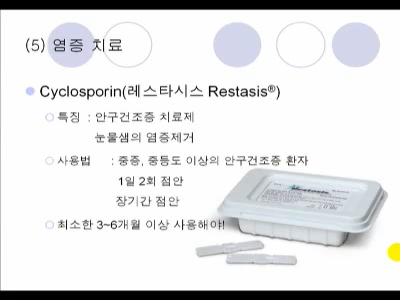 (5) 염증 치료
Cyclosporin(레스타시스 Restasis®)
특징 : 안구건조증 치료제
눈물샘의 염증제거
사용법 : 중증, 중등도 이상의 안구건조증 환자
1일 2회 점안
장기간 점안
최소한 3~6개월 이상 사용해야!
Restasis